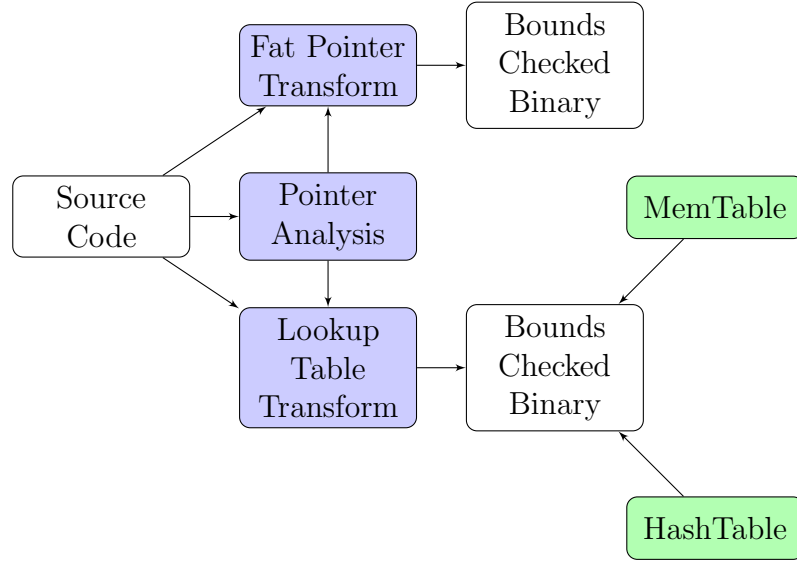 Fat Pointer
Transform
Bounds
Checked
Binary
Source
Code
Pointer
Analysis
MemTable
Lookup
Table
Transform
Bounds
Checked
Binary
HashTable